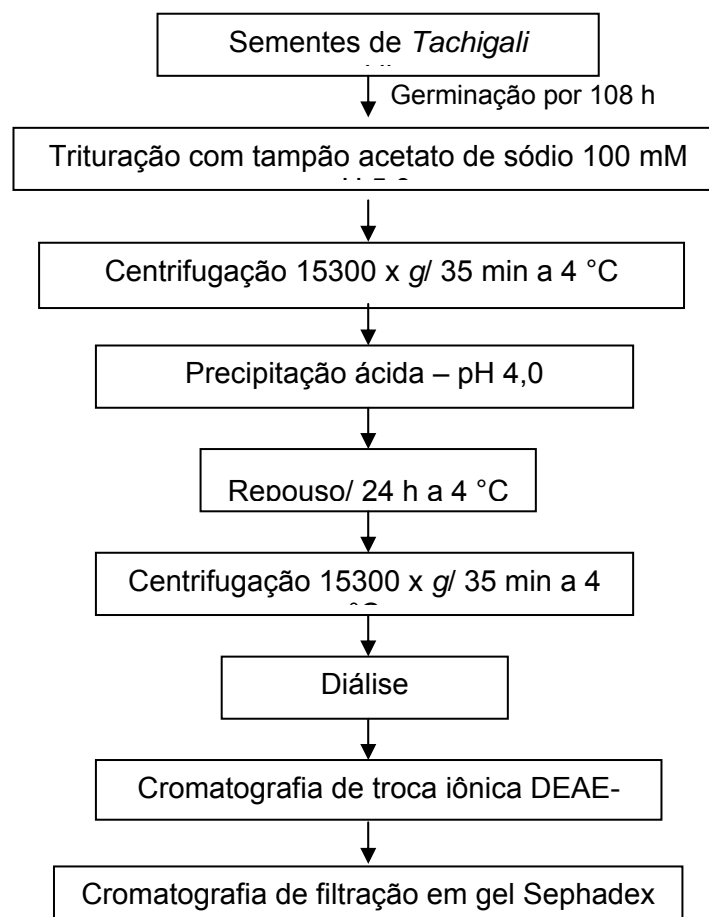 Sementes de Tachigali
Germinação por 108 h
Trituração com tampão acetato de sódio 100 mM
Centrifugação 15300 x g/ 35 min a 4 °C
Precipitação ácida – pH 4,0
Repouso/ 24 h a 4 °C
Centrifugação 15300 x g/ 35 min a 4
Diálise
Cromatografia de troca iônica DEAE-
Cromatografia de filtração em gel Sephadex